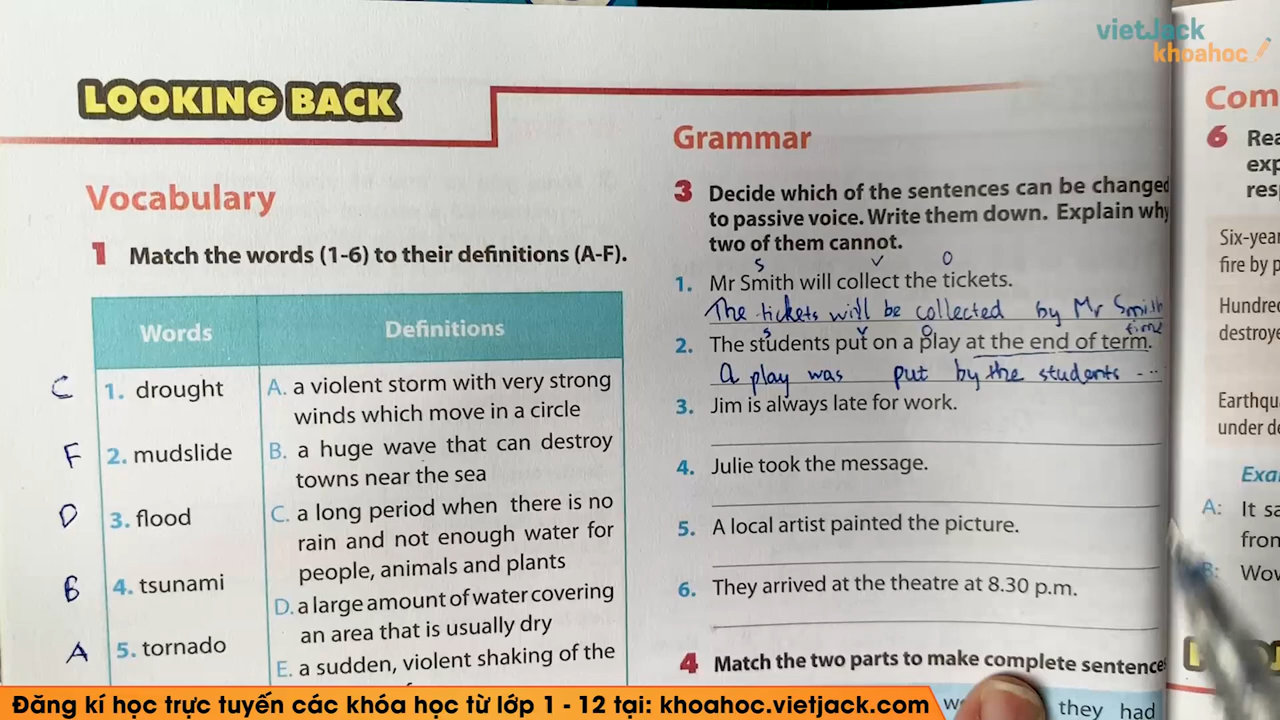 vietJack
khoahoc
LOOKING BACK
Vocabulary
1 Match the words (1-6) to their definitions (A-F).
Words
Definitions
C 1. drought
A. a violent storm with very strong
winds which move in a circle
F 2. mudslide
B. a huge wave that can destroy
towns near the sea
D 3. flood
C. a long period when there is no
rain and not enough water for
people, animals and plants
B 4. tsunami
D. a large amount of water covering
an area that is usually dry
A 5. tornado
E. a sudden, violent shaking of the
Grammar
3 Decide which of the sentences can be changed
to passive voice. Write them down. Explain why
two of them cannot.
S V O
1. Mr Smith will collect the tickets.
The tickets will be collected by Mr Smith
S V O time
2. The students put on a play at the end of term.
a play was put by the students ...
3. Jim is always late for work.
4. Julie took the message.
5. A local artist painted the picture.
6. They arrived at the theatre at 8.30 p.m.
4 Match the two parts to make complete sentence
they had
Com
6 Rea
exp
res
Six-year
fire by p
Hundred
destroye
Earthqu
under de
Exa
A: It sa
from
B: Wow
Đăng kí học trực tuyến các khóa học từ lớp 1 - 12 tại: khoahoc.vietjack.com